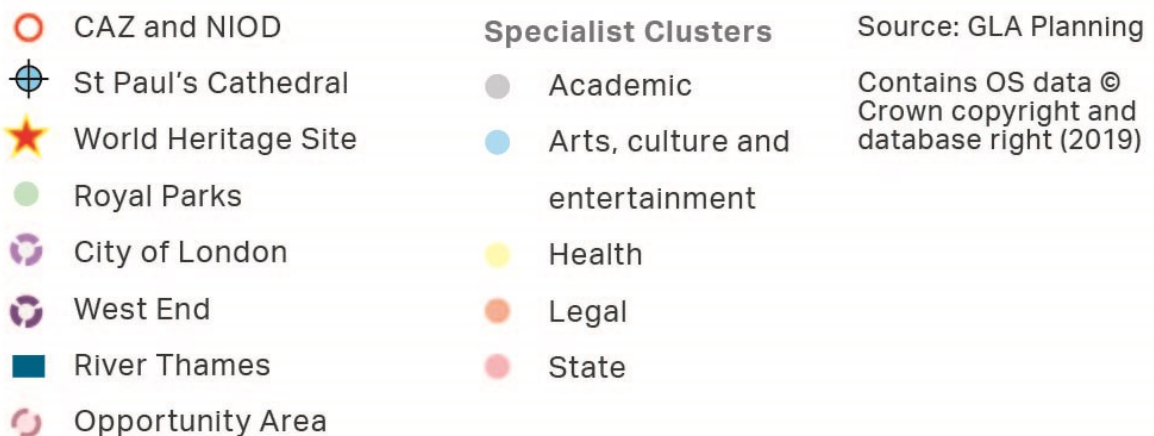 CAZ and NIOD
St Paul's Cathedral
World Heritage Site
Royal Parks
City of London
West End
River Thames
Opportunity Area
Specialist Clusters
Academic
Arts, culture and
entertainment
Health
Legal
State
Source: GLA Planning
Contains OS data ©
Crown copyright and
database right (2019)